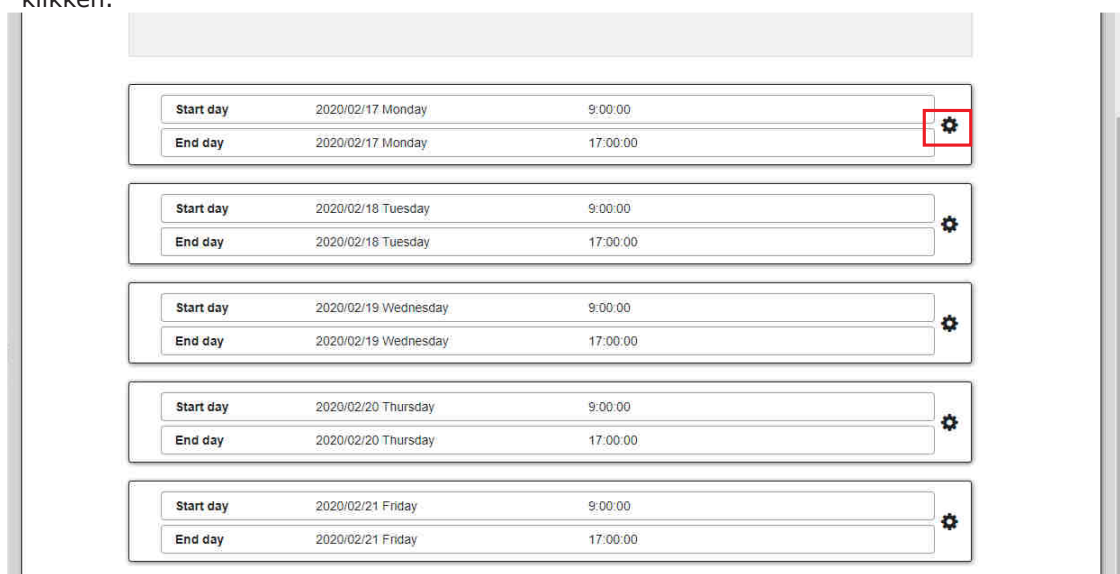 klikken.
Start day 2020/02/17 Monday 9:00:00
End day 2020/02/17 Monday 17:00:00
Start day 2020/02/18 Tuesday 9:00:00
End day 2020/02/18 Tuesday 17:00:00
Start day 2020/02/19 Wednesday 9:00:00
End day 2020/02/19 Wednesday 17:00:00
Start day 2020/02/20 Thursday 9:00:00
End day 2020/02/20 Thursday 17:00:00
Start day 2020/02/21 Friday 9:00:00
End day 2020/02/21 Friday 17:00:00